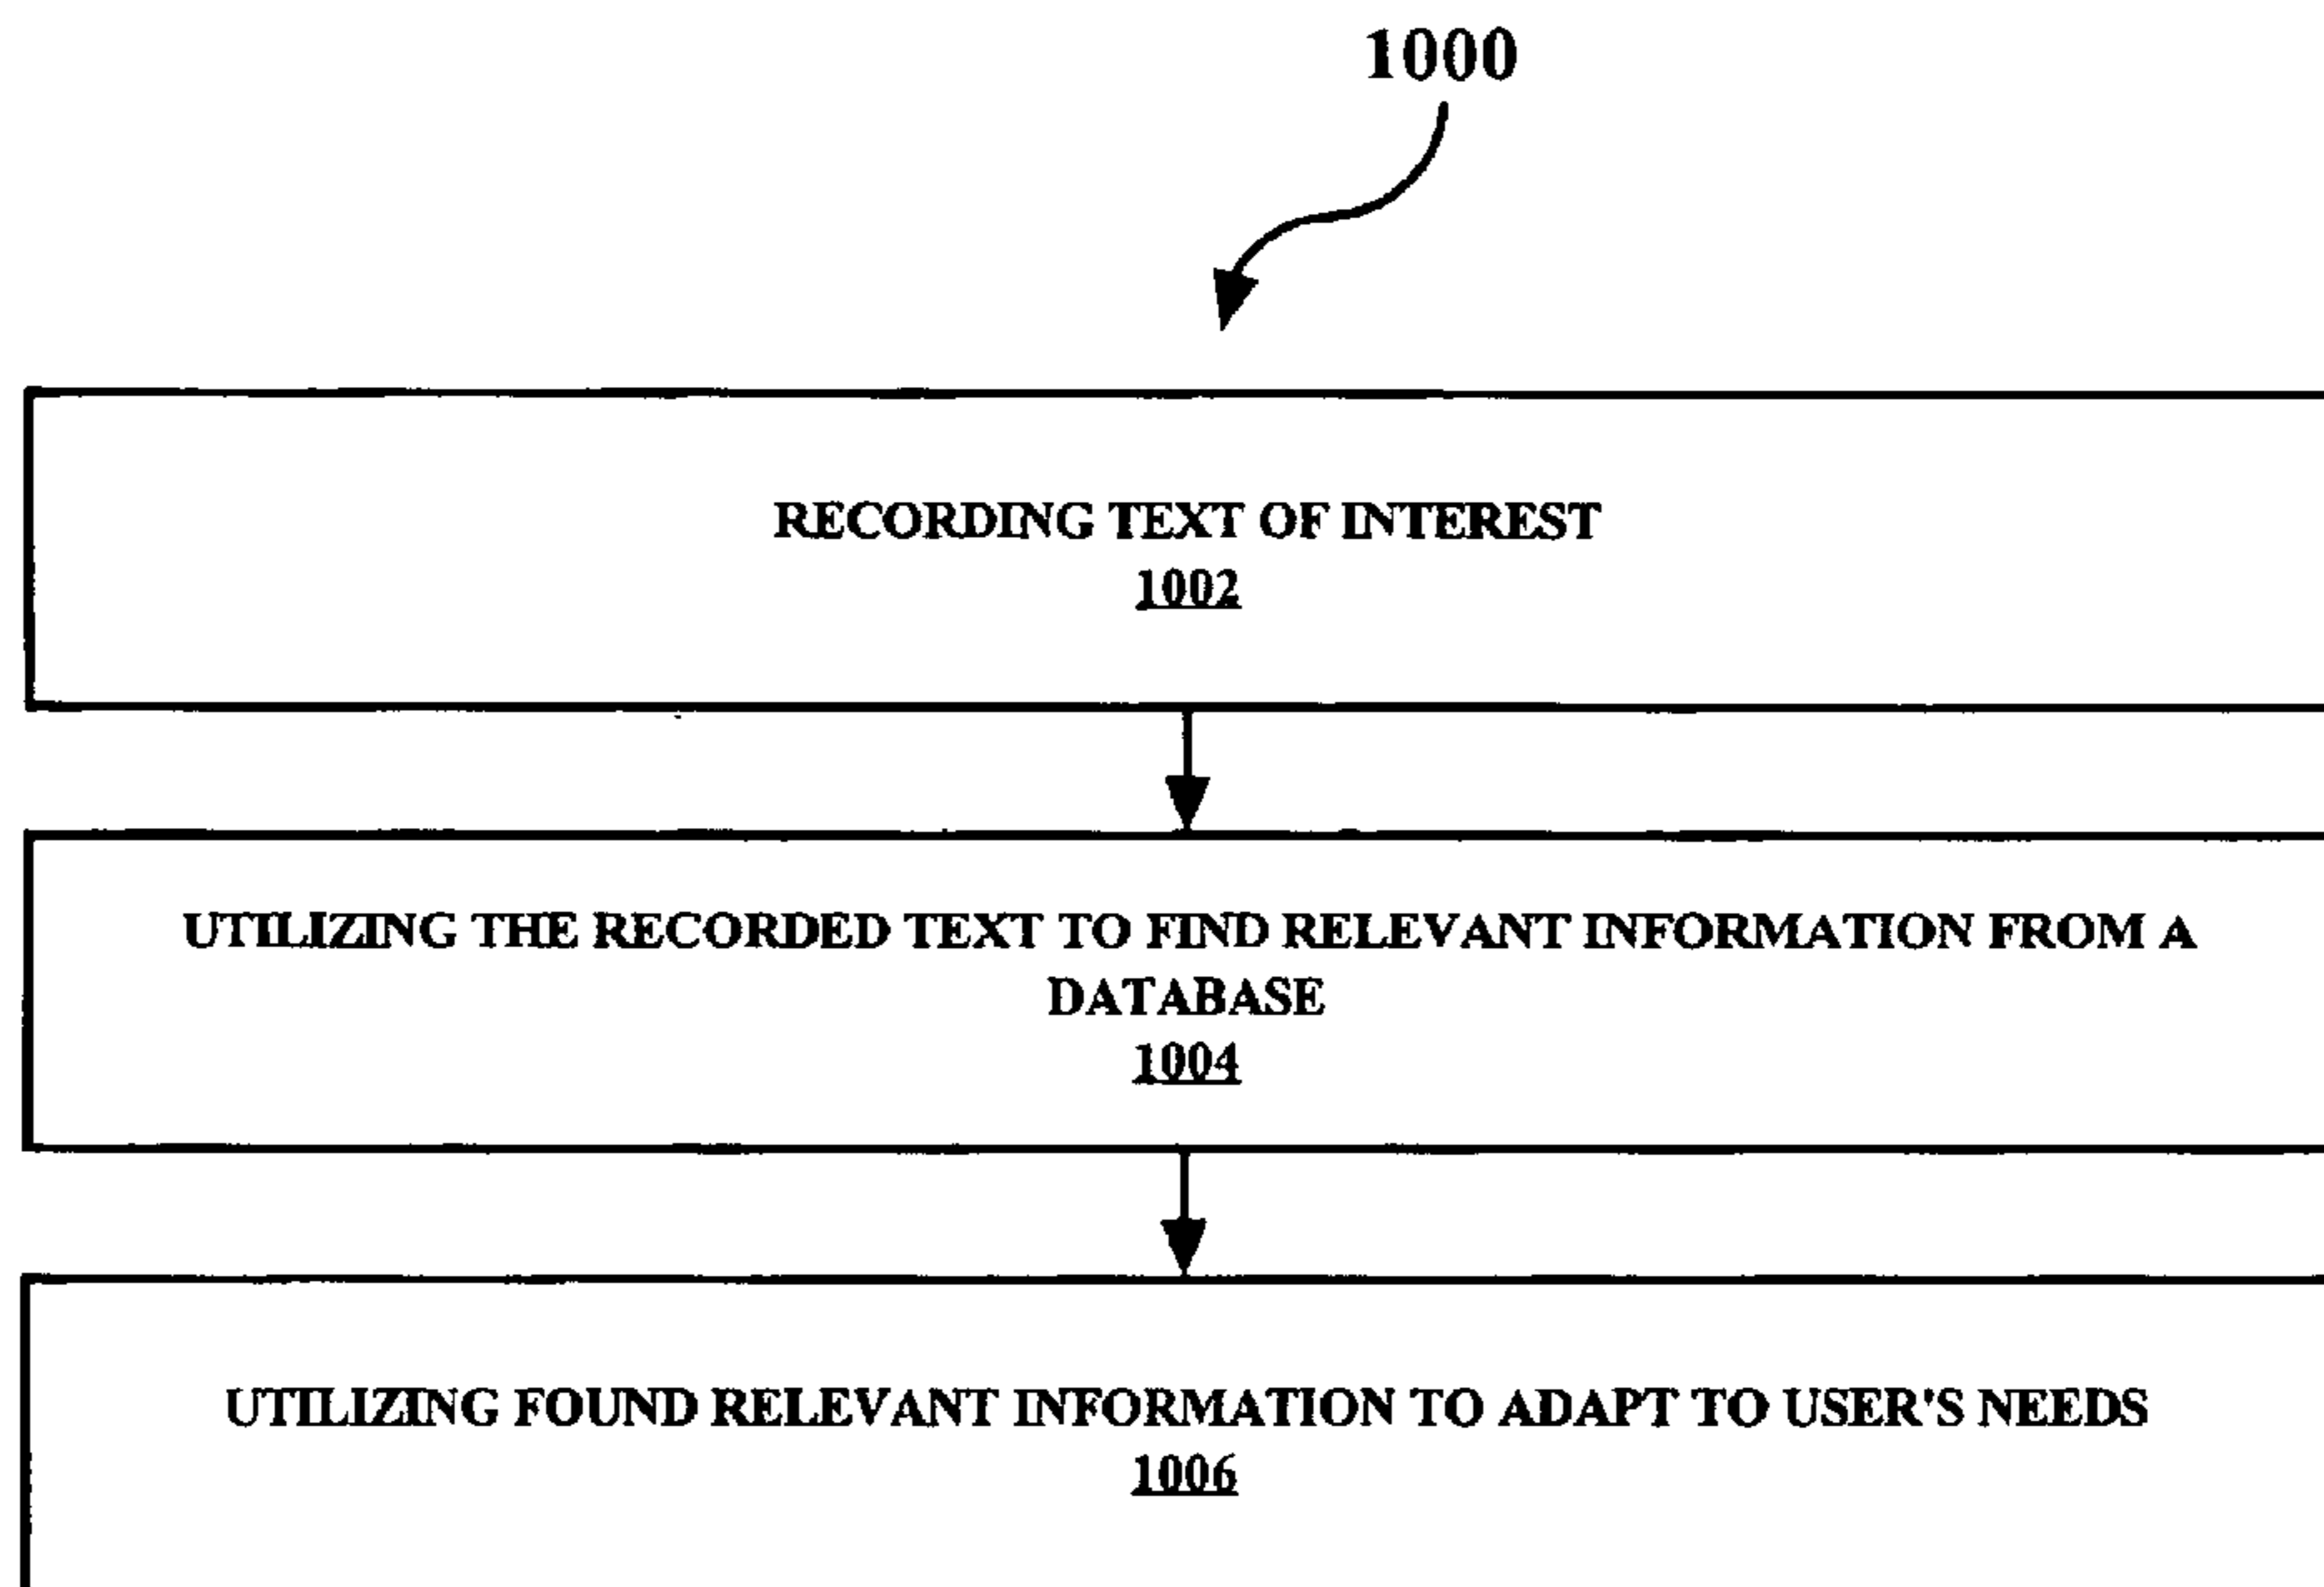 1000
RECORDING TEXT OF INTEREST
1002
UTILIZING THE RECORDED TEXT TO FIND RELEVANT INFORMATION FROM A
DATABASE
1004
UTILIZING FOUND RELEVANT INFORMATION TO ADAPT TO USER'S NEEDS
1006